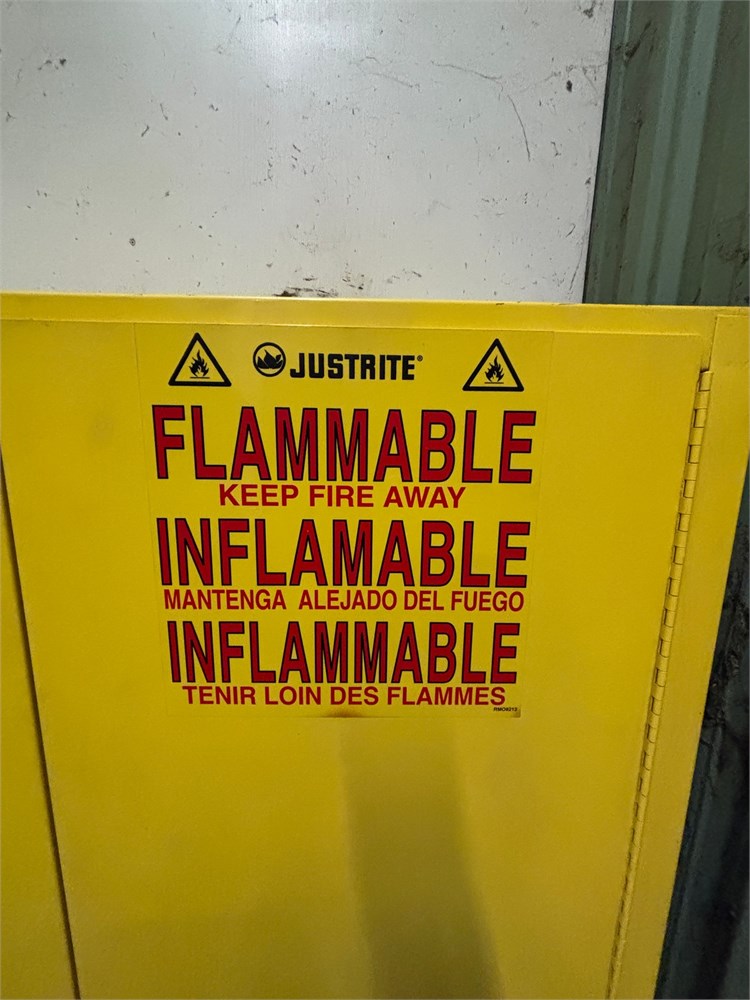 JUSTRITE®
FLAMMABLE
KEEP FIRE AWAY
INFLAMABLE
MANTENGA ALEJADO DEL FUEGO
INFLAMMABLE
TENIR LOIN DES FLAMMES